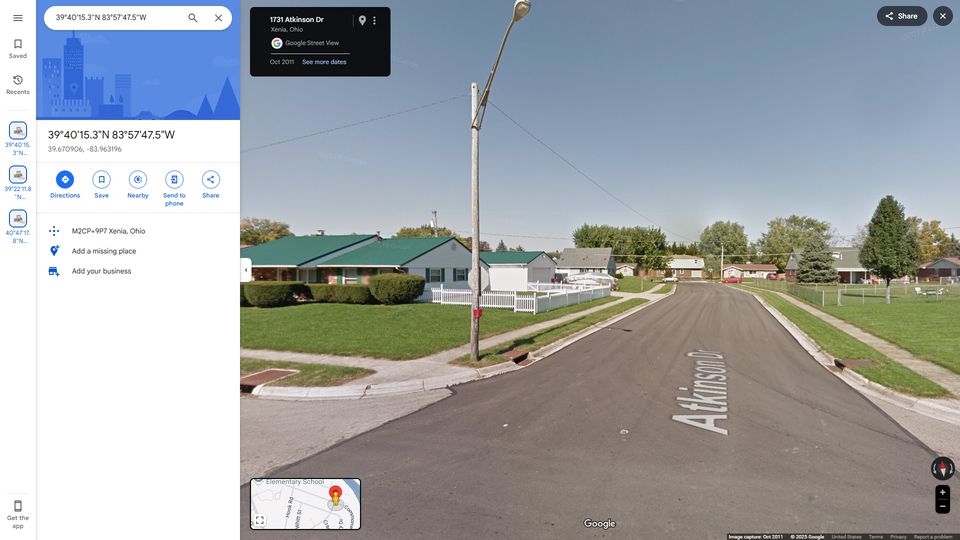 39°40'15.3"N 83°57'47.5"W
Saved
Recents
39°40'15.
3"N...
39°22'11.8
"N...
40°47'17.
8"N...
Get the
app
39°40'15.3"N 83°57'47.5"W
39.670906, -83.963196
Directions
Save
Nearby
Send to
phone
Share
M2CP+9P7 Xenia, Ohio
Add a missing place
Add your business
1731 Atkinson Dr
Xenia, Ohio
Google Street View
Oct 2011 See more dates
Share
Atkinson Dr
Elementary School
Hook Rd
Whitt St
Google
Image capture: Oct 2011 © 2025 Google United States Terms Privacy Report a problem